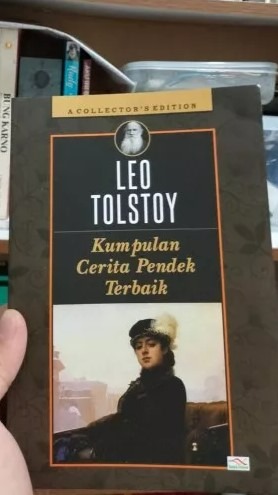 A COLLECTOR'S EDITION
LEO
TOLSTOY
Kumpulan
Cerita Pendek
Terbaik
BUNG KARNO